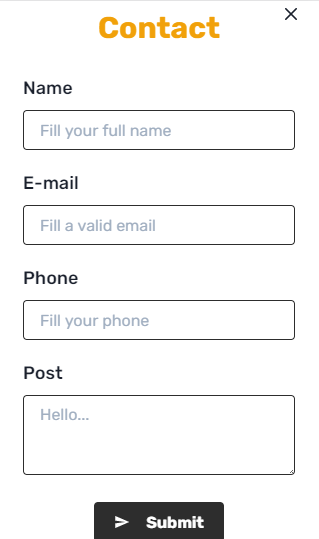 Contact
Name
Fill your full name
E-mail
Fill a valid email
Phone
Fill your phone
Post
Hello...
Submit